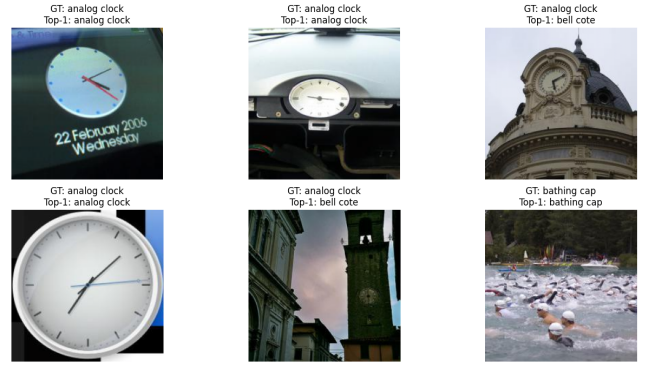 GT: analog clock
Top-1: analog clock
GT: analog clock
Top-1: analog clock
GT: analog clock
Top-1: bell cote
22 February 2006
Wednesday
GT: analog clock
Top-1: analog clock
GT: analog clock
Top-1: bell cote
GT: bathing cap
Top-1: bathing cap